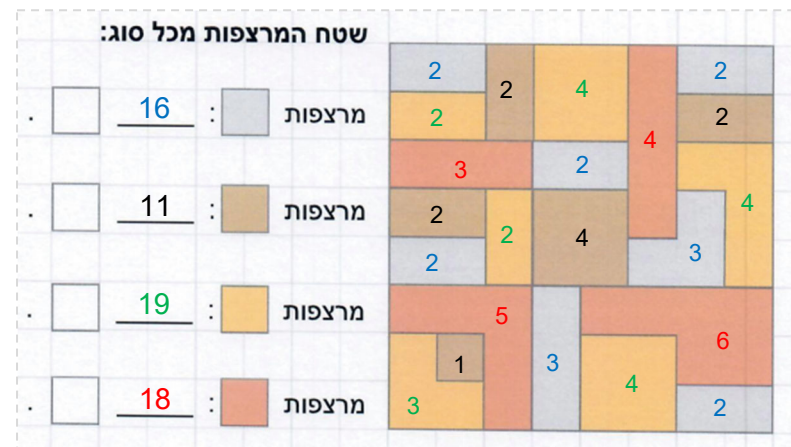 שטח המרצפות מכל סוג:
מרצפות : 16 .
מרצפות : 11 .
מרצפות : 19 .
מרצפות : 18 .
2 2 4 2
2 4 2
3 2
2 2 4 3 4
2
5 6
1 3 4
3 2